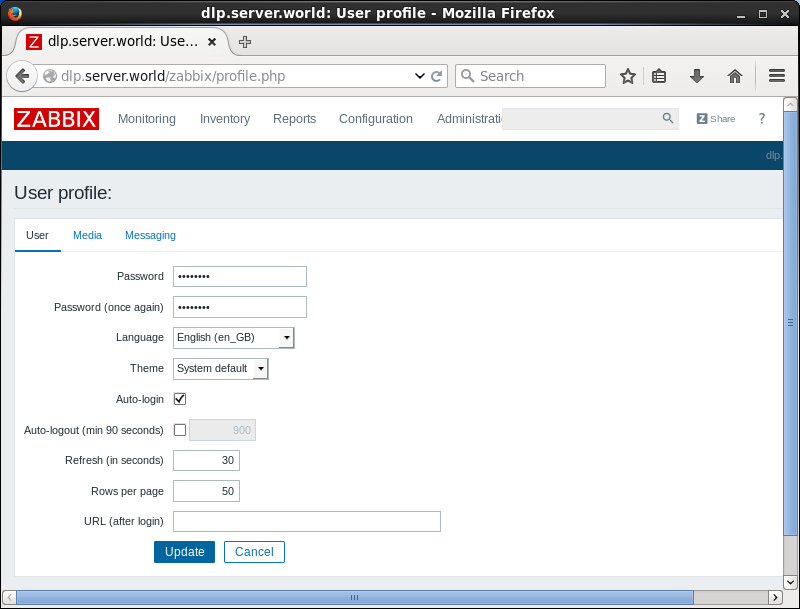 dlp.server.world: User profile - Mozilla Firefox
Z dlp.server.world: Use...
dlp.server.world/zabbix/profile.php Search
ZABBIX Monitoring Inventory Reports Configuration Administrati Z Share ?
dlp.
User profile:
User Media Messaging
Password ••••••••
Password (once again) ••••••••
Language English (en_GB)
Theme System default
Auto-login
Auto-logout (min 90 seconds) 900
Refresh (in seconds) 30
Rows per page 50
URL (after login)
Update Cancel